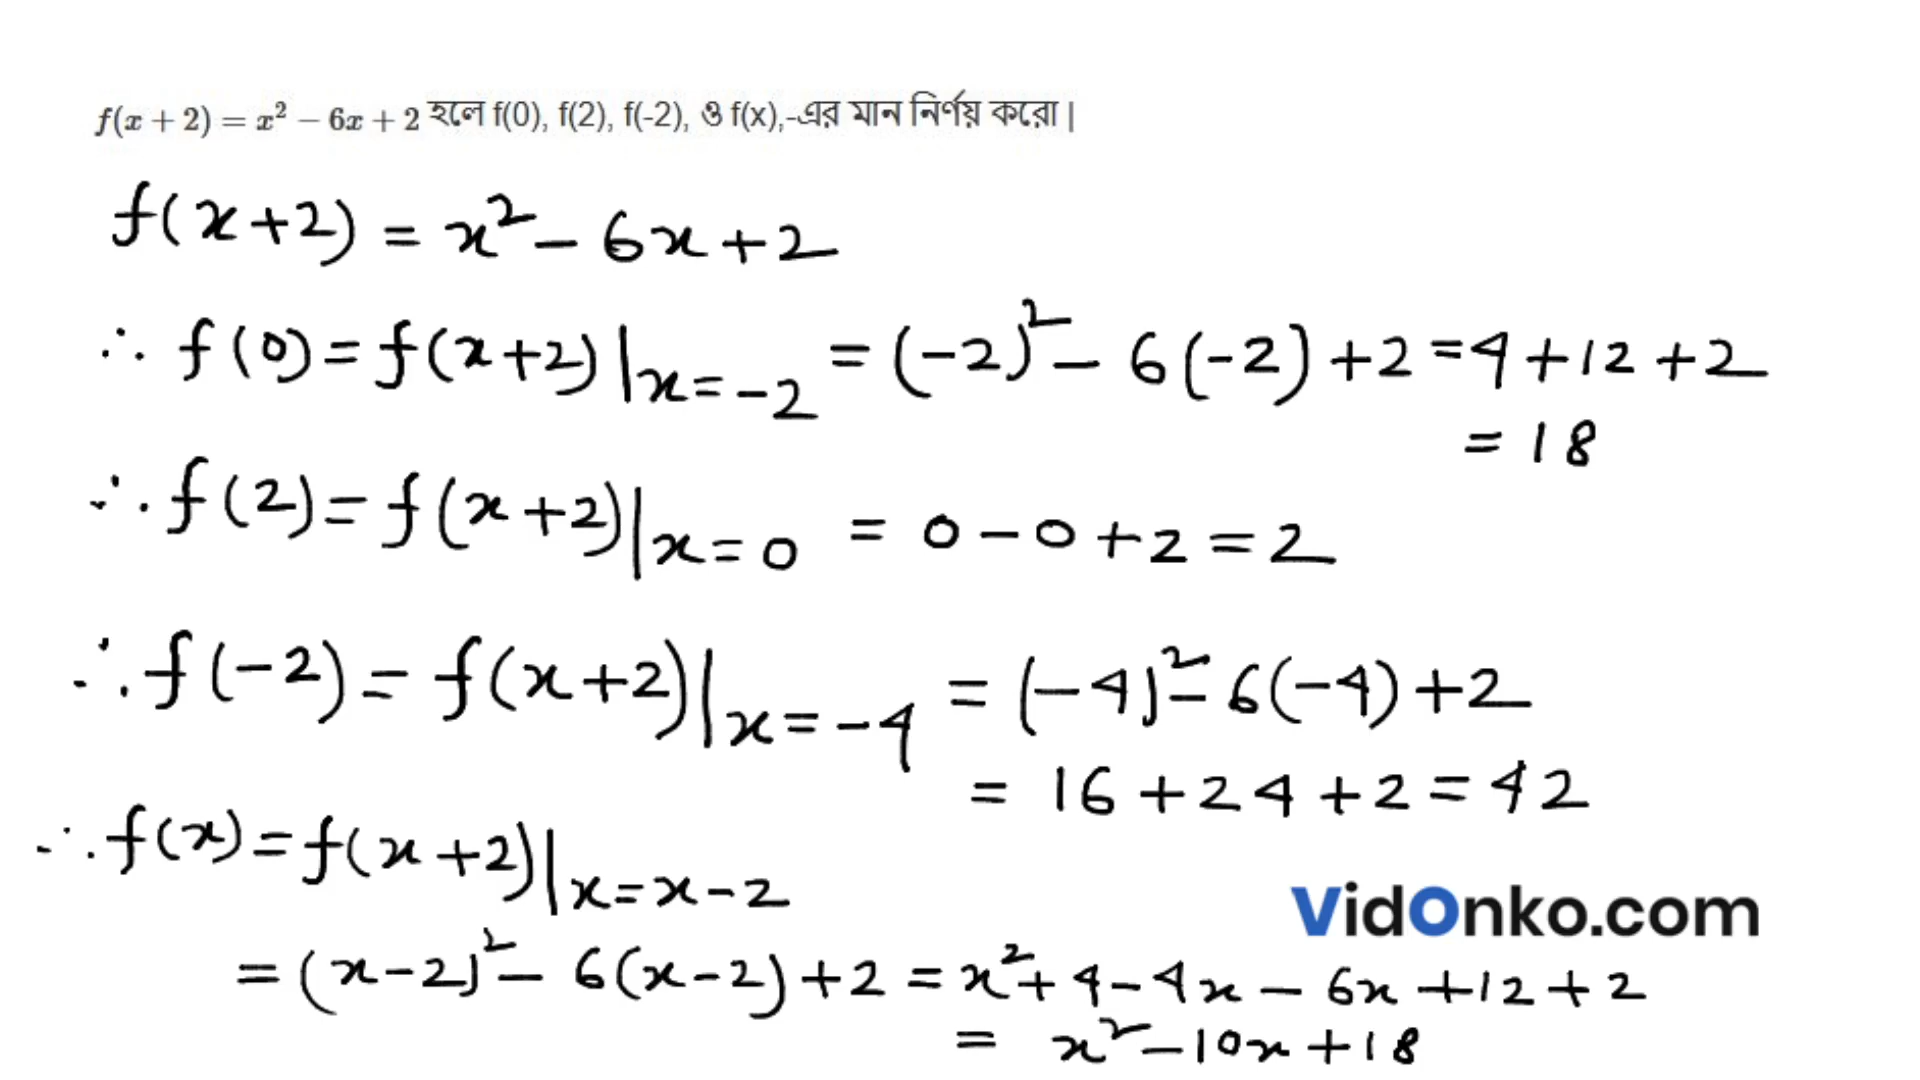 f(x + 2) = x² − 6x + 2 হলে f(0), f(2), f(-2), ও f(x),-এর মান নির্ণয় করো |
f(x+2) = x² − 6x + 2
∴ f(0) = f(x+2)|x=−2 = (−2)² − 6(−2) + 2 = 4 + 12 + 2
= 18
∴ f(2) = f(x+2)|x=0 = 0 − 0 + 2 = 2
∴ f(−2) = f(x+2)|x=−4 = (−4)² − 6(−4) + 2
= 16 + 24 + 2 = 42
∴ f(x) = f(x+2)|x=x−2
VidOnko.com
= (x−2)² − 6(x−2) + 2 = x² + 4 − 4x − 6x + 12 + 2
= x² − 10x + 18